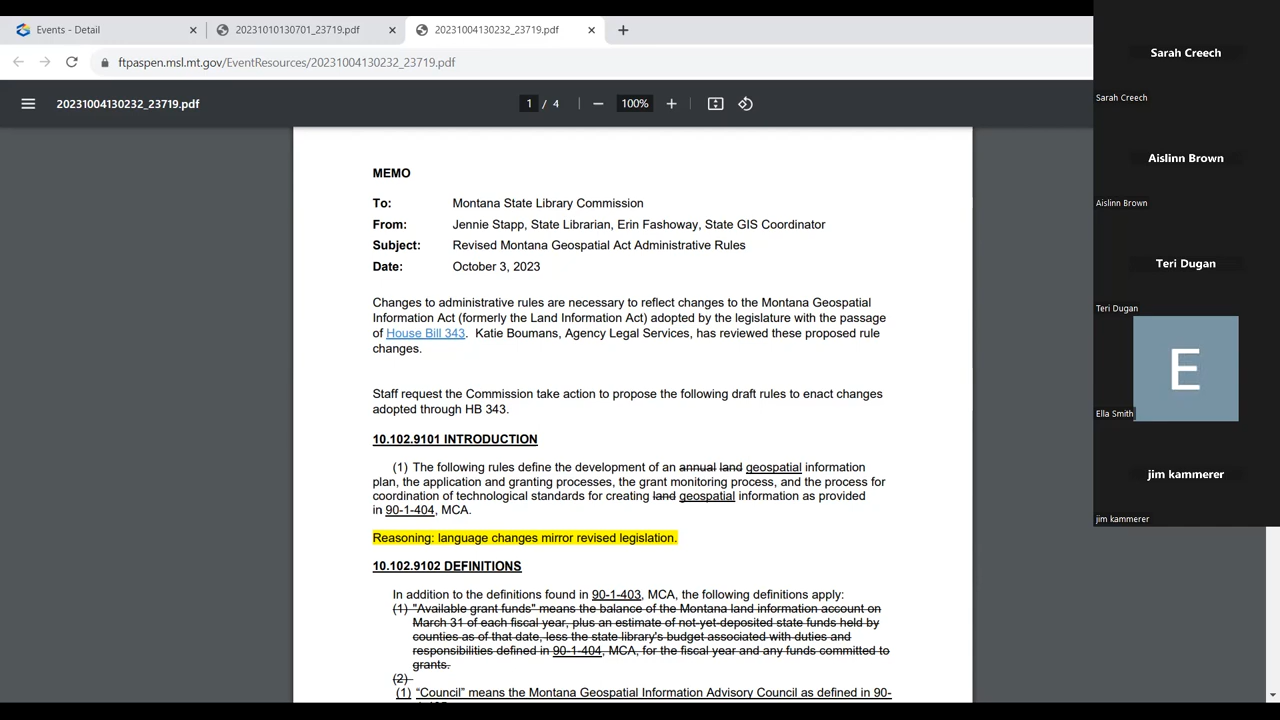 Events - Detail
20231010130701_23719.pdf
20231004130232_23719.pdf
ftpaspen.msl.mt.gov/EventResources/20231004130232_23719.pdf
20231004130232_23719.pdf
1 / 4
100%
MEMO
To: Montana State Library Commission
From: Jennie Stapp, State Librarian, Erin Fashoway, State GIS Coordinator
Subject: Revised Montana Geospatial Act Administrative Rules
Date: October 3, 2023
Changes to administrative rules are necessary to reflect changes to the Montana Geospatial
Information Act (formerly the Land Information Act) adopted by the legislature with the passage
of House Bill 343. Katie Boumans, Agency Legal Services, has reviewed these proposed rule
changes.
Staff request the Commission take action to propose the following draft rules to enact changes
adopted through HB 343.
10.102.9101 INTRODUCTION
(1) The following rules define the development of an annual land geospatial information
plan, the application and granting processes, the grant monitoring process, and the process for
coordination of technological standards for creating land geospatial information as provided
in 90-1-404, MCA.
Reasoning: language changes mirror revised legislation.
10.102.9102 DEFINITIONS
In addition to the definitions found in 90-1-403, MCA, the following definitions apply:
(1) "Available grant funds" means the balance of the Montana land information account on
March 31 of each fiscal year, plus an estimate of not-yet-deposited state funds held by
counties as of that date, less the state library's budget associated with duties and
responsibilities defined in 90-1-404, MCA, for the fiscal year and any funds committed to
grants.
(2)
(1) “Council” means the Montana Geospatial Information Advisory Council as defined in 90-
Sarah Creech
Sarah Creech
Aislinn Brown
Aislinn Brown
Teri Dugan
Teri Dugan
E
Ella Smith
jim kammerer
jim kammerer